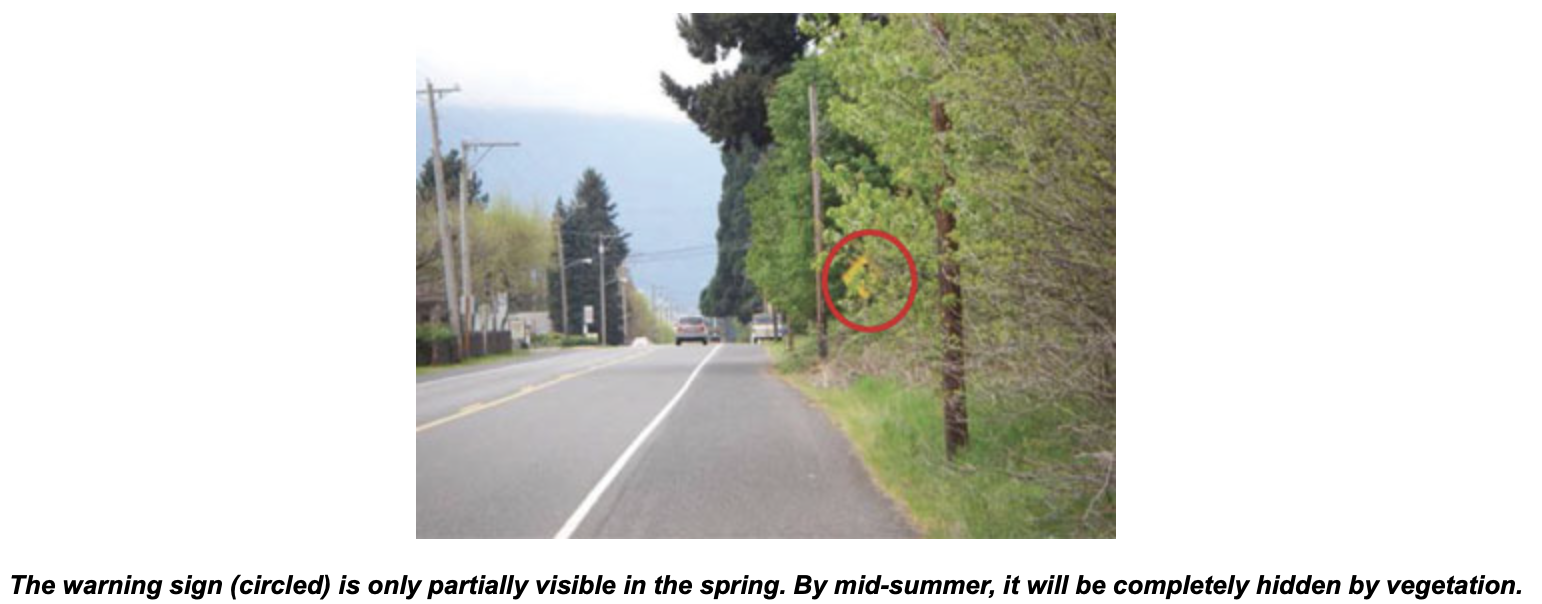 The warning sign (circled) is only partially visible in the spring. By mid-summer, it will be completely hidden by vegetation.